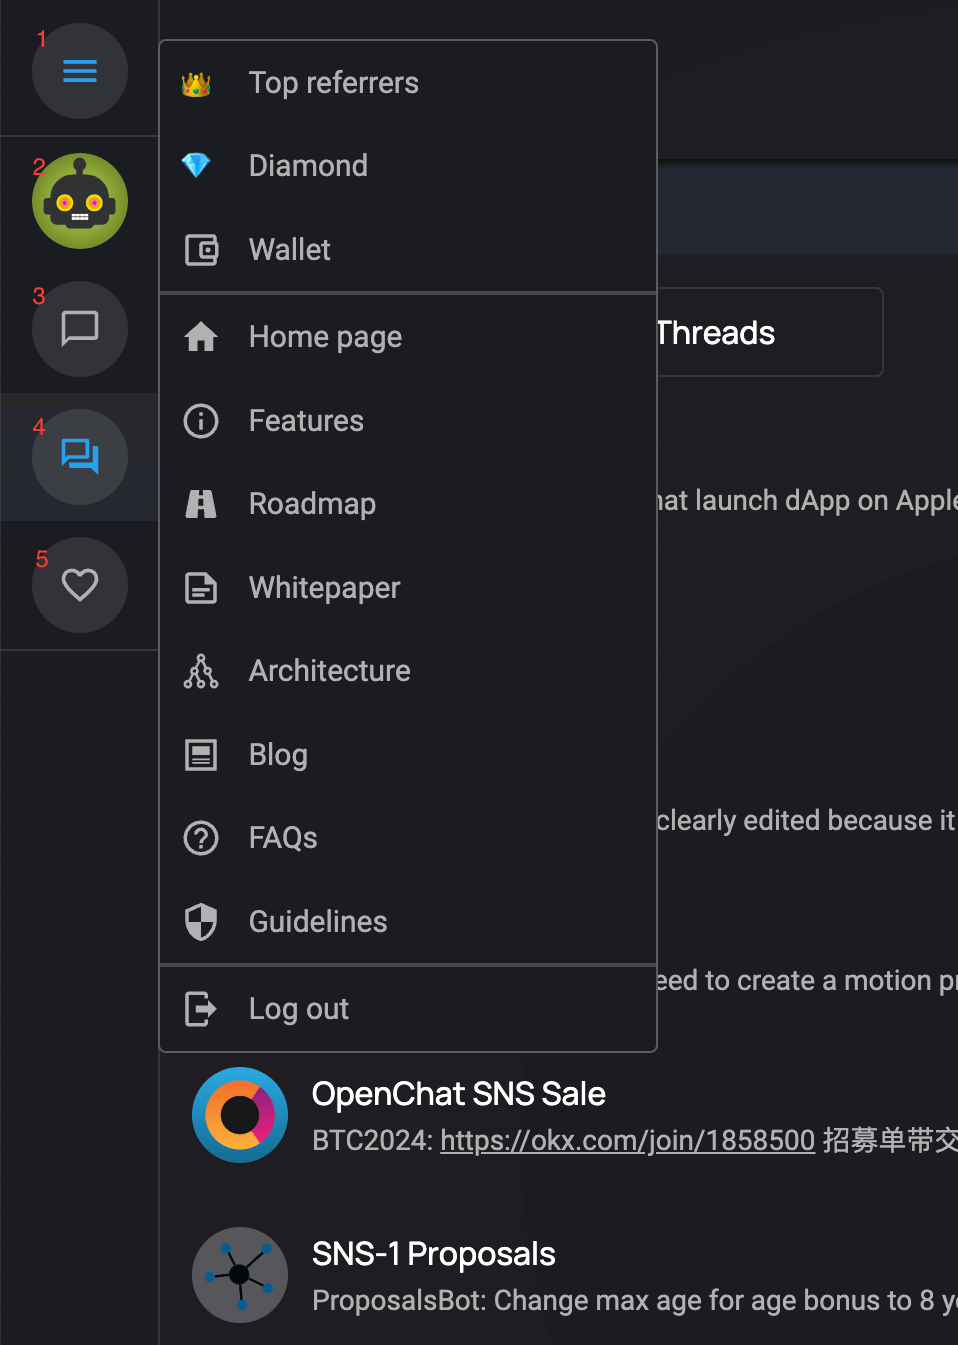 1
2
3
4
5
Top referrers
Diamond
Wallet
Home page
Features
Roadmap
Whitepaper
Architecture
Blog
FAQs
Guidelines
Log out
Threads
launch dApp on
clearly edited because it
to create a motion
OpenChat SNS Sale
BTC2024: https://okx.com/join/1858500 招募单带交
SNS-1 Proposals
ProposalsBot: Change max age for age bonus to 8